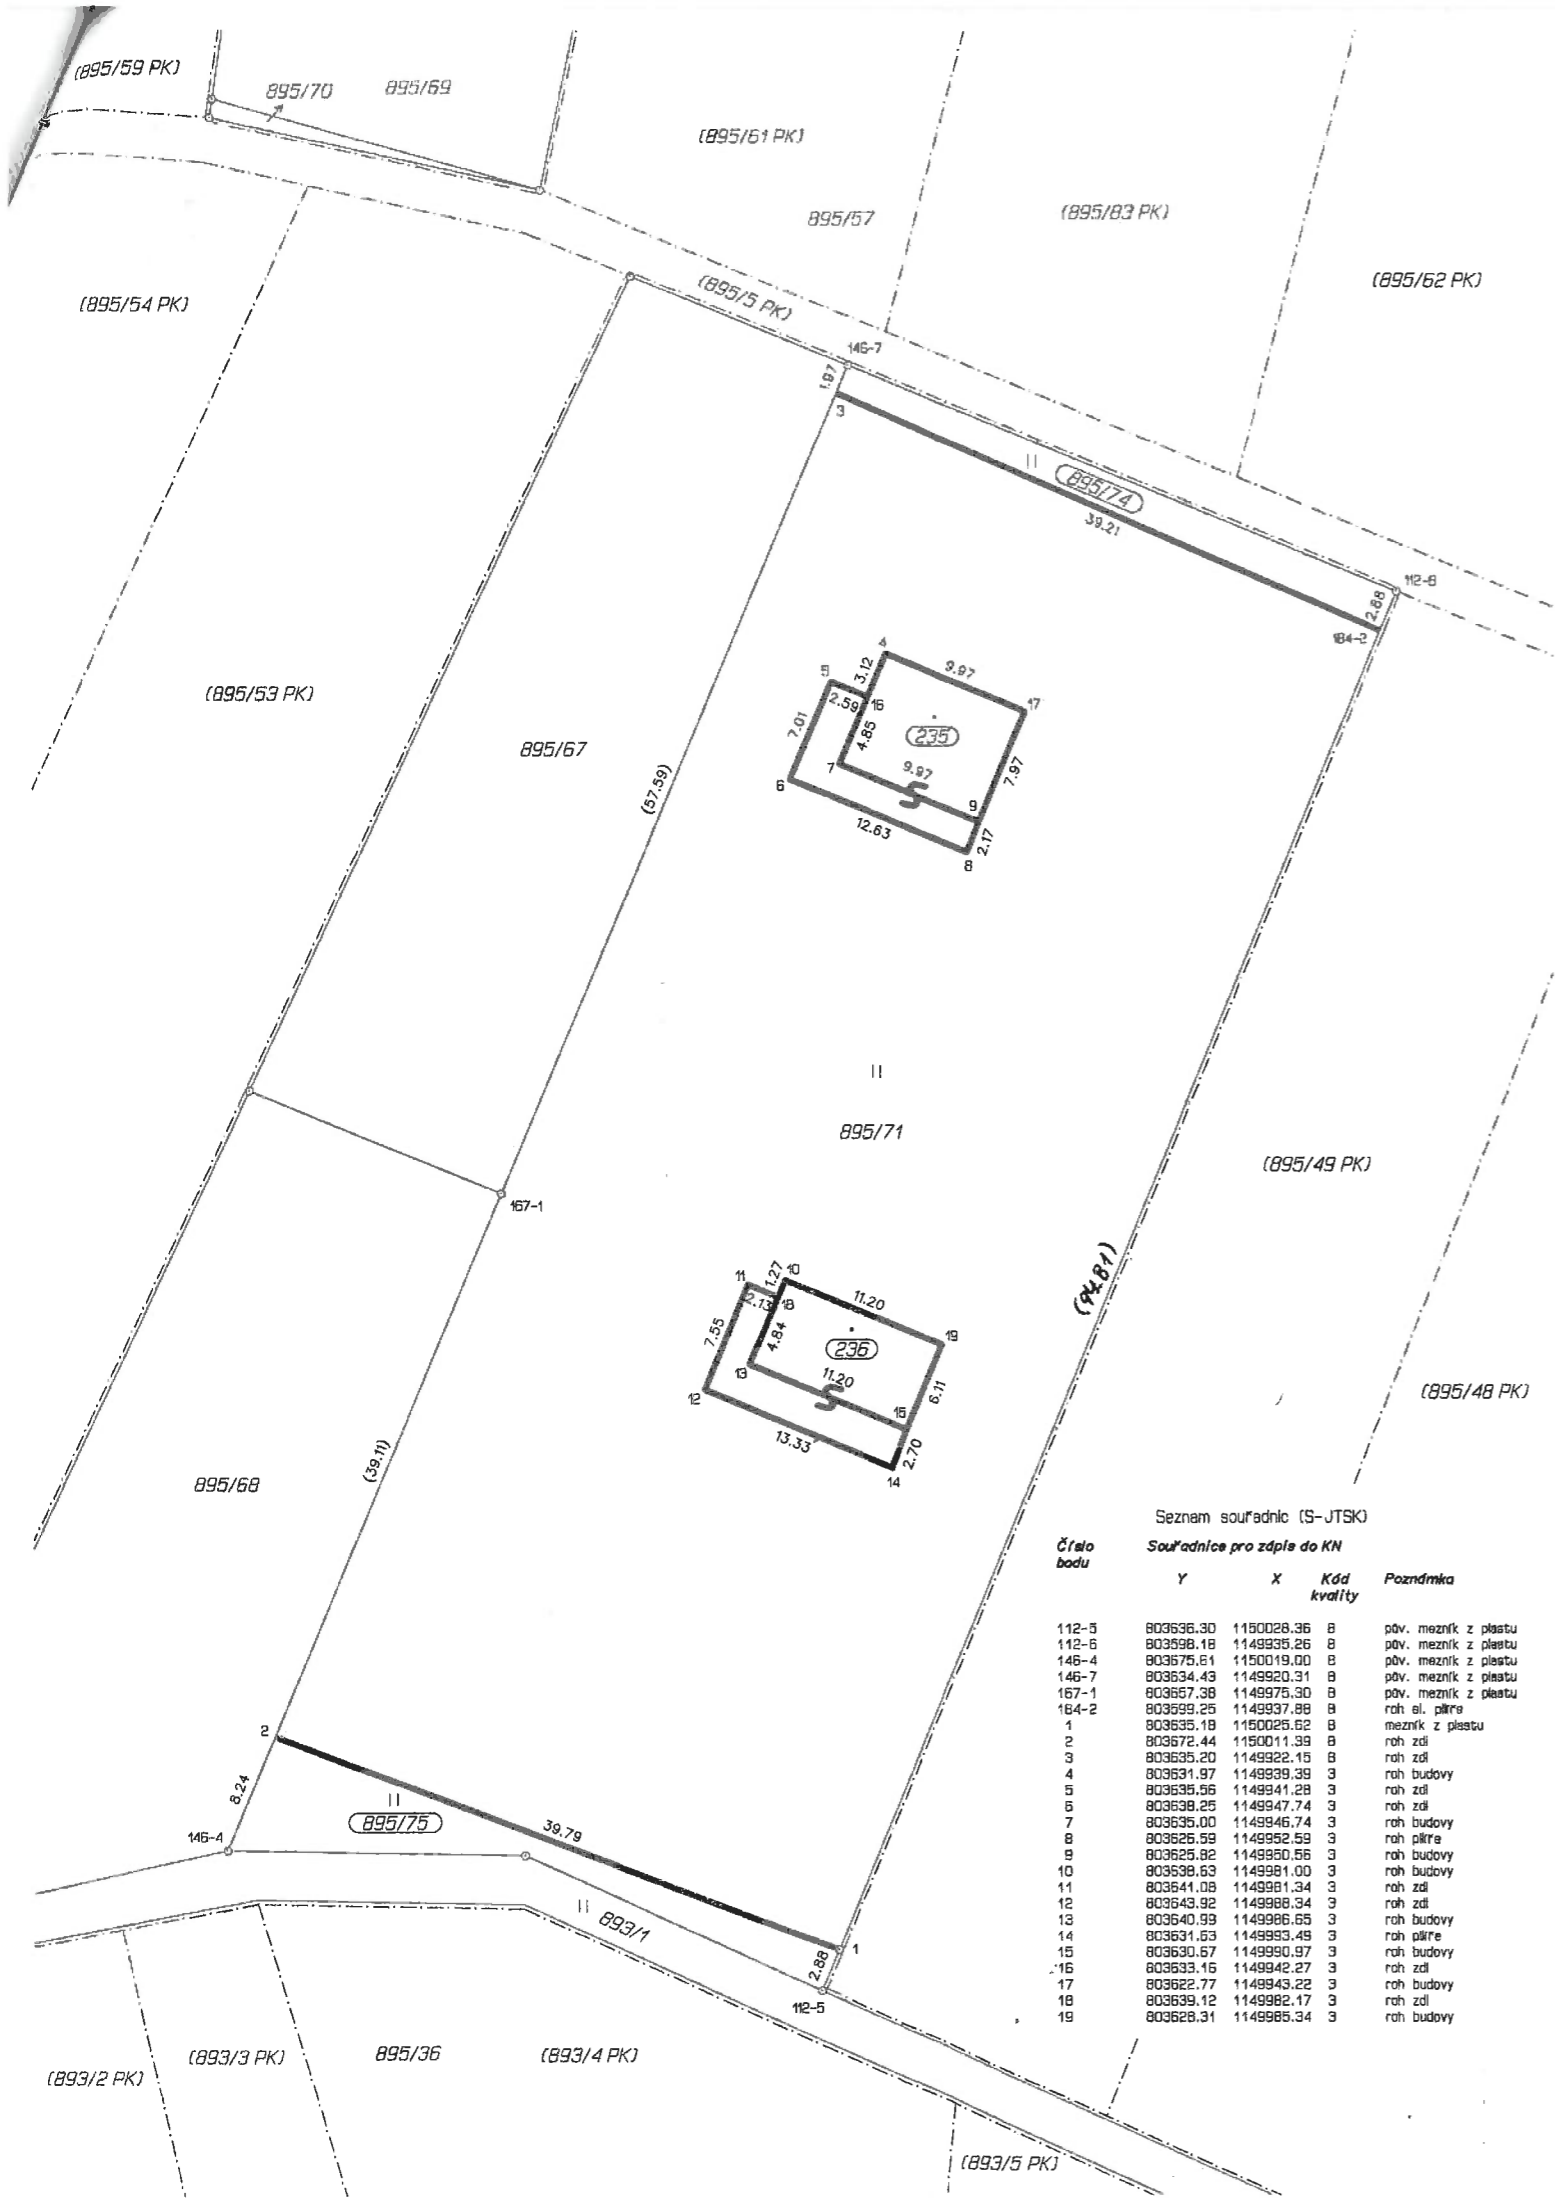 (895/59 PK)
895/70
895/69
(895/61 PK)
895/57
(895/83 PK)
(895/62 PK)
(895/54 PK)
(895/5 PK)
146-7
1.97
3
895/74
39.21
112-6
2.88
184-2
(895/53 PK)
895/67
(57.59)
4
9.97
5
3.12
2.59
16
17
7.01
4.85
235
7
9.97
7.97
6
9
12.63
2.17
8
895/71
(895/49 PK)
167-1
(94.81)
11
1.27
10
11.20
2.13
18
19
7.55
4.84
236
13
11.20
6.11
12
15
13.33
2.70
14
(895/48 PK)
(39.11)
895/68
Seznam souřadnic (S-JTSK)
Číslo bodu Souřadnice pro zápis do KN
Y X Kód kvality Poznámka
112-5 803636.30 1150028.36 8 pův. mezník z plastu
112-6 803598.18 1149935.26 8 pův. mezník z plastu
146-4 803675.61 1150019.00 8 pův. mezník z plastu
146-7 803634.43 1149920.31 8 pův. mezník z plastu
167-1 803657.38 1149975.30 8 pův. mezník z plastu
184-2 803599.25 1149937.88 8 roh el. pilíře
1 803635.18 1150025.62 8 mezník z plastu
2 803672.44 1150011.39 8 roh zdi
3 803635.20 1149922.15 8 roh zdi
4 803631.97 1149939.39 3 roh budovy
5 803635.56 1149941.28 3 roh zdi
6 803638.25 1149947.74 3 roh zdi
7 803635.00 1149946.74 3 roh budovy
8 803626.59 1149952.59 3 roh pilíře
9 803625.82 1149950.56 3 roh budovy
10 803638.63 1149981.00 3 roh budovy
11 803641.08 1149981.34 3 roh zdi
12 803643.92 1149988.34 3 roh zdi
13 803640.99 1149986.65 3 roh budovy
14 803631.63 1149993.49 3 roh pilíře
15 803630.67 1149990.97 3 roh budovy
16 803633.16 1149942.27 3 roh zdi
17 803622.77 1149943.22 3 roh budovy
18 803639.12 1149982.17 3 roh zdi
19 803628.31 1149985.34 3 roh budovy
2
8.24
895/75
39.79
146-4
893/1
1
2.88
112-5
(893/2 PK)
(893/3 PK)
895/36
(893/4 PK)
(893/5 PK)